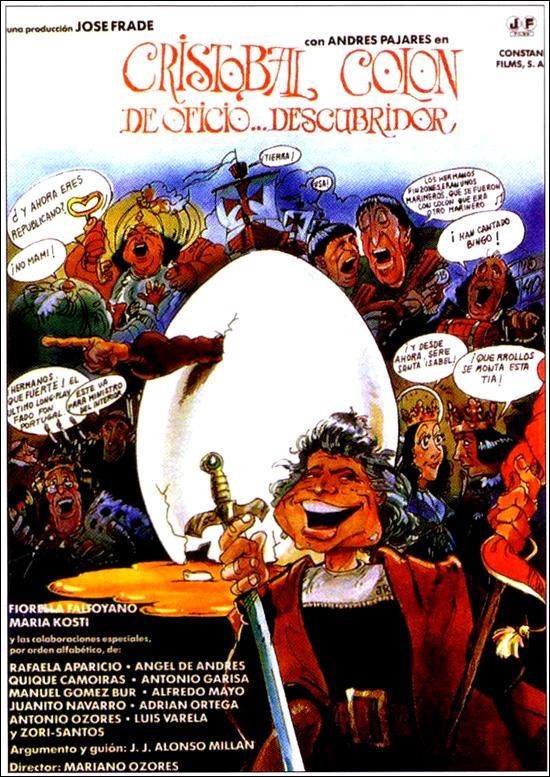 una producción JOSE FRADE
JF
FILMS
con ANDRES PAJARES en
CONSTAN
FILMS, S. A
CRISTOBAL COLON
DE OFICIO... DESCUBRIDOR
¡TIERRA!
¡USA!
¿Y AHORA ERES
REPUBLICANO?
¡NO MAMI!
LOS HERMANOS
PINZONES, ERAN UNOS
MARINEROS, QUE SE FUERON
CON COLON QUE ERA
OTRO MARINERO
¡HAN CANTADO
BINGO!
HERMANOS,
QUE FUERTE! EL
ULTIMO LONG-PLAY
FADO FON
PORTUGAL
ESTE VA
PARA MINISTRO
DEL INTERIOR
¡Y DESDE
AHORA, SERE
SANTA ISABEL!
¡QUE RROLLOS
SE MONTA ESTA
TIA!
FIORELLA FALTOYANO
MARIA KOSTI
y las colaboraciones especiales,
por orden alfabético, de:
RAFAELA APARICIO · ANGEL DE ANDRES
QUIQUE CAMOIRAS · ANTONIO GARISA
MANUEL GOMEZ BUR · ALFREDO MAYO
JUANITO NAVARRO · ADRIAN ORTEGA
ANTONIO OZORES · LUIS VARELA
y ZORI-SANTOS
Argumento y guión: J. J. ALONSO MILLAN
Director: MARIANO OZORES